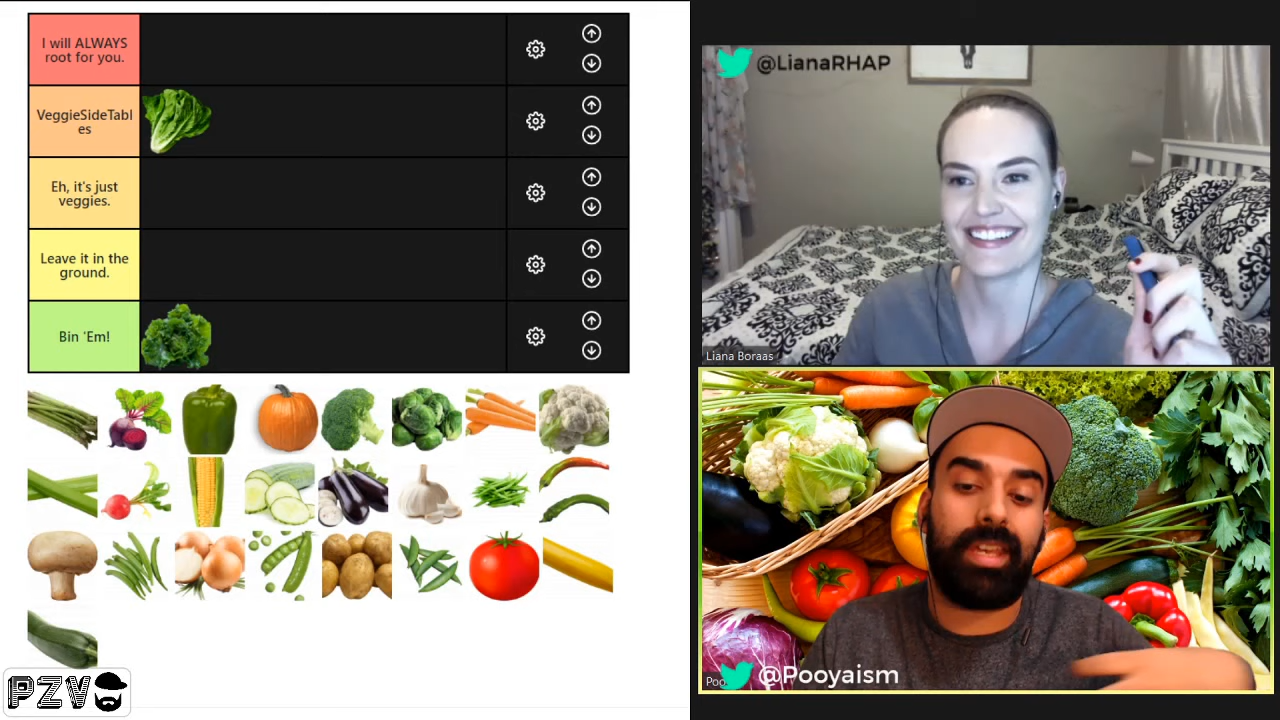 I will ALWAYS
root for you.
VeggieSideTabl
es
Eh, it's just
veggies.
Leave it in the
ground.
Bin 'Em!
PZV
@LianaRHAP
Liana Boraas
Poo
@Pooyaism